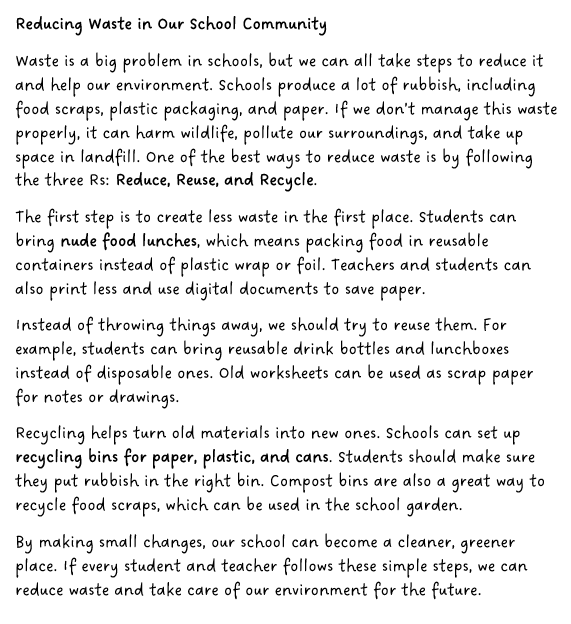 Reducing Waste in Our School Community
Waste is a big problem in schools, but we can all take steps to reduce it
and help our environment. Schools produce a lot of rubbish, including
food scraps, plastic packaging, and paper. If we don't manage this waste
properly, it can harm wildlife, pollute our surroundings, and take up
space in landfill. One of the best ways to reduce waste is by following
the three Rs: Reduce, Reuse, and Recycle.
The first step is to create less waste in the first place. Students can
bring nude food lunches, which means packing food in reusable
containers instead of plastic wrap or foil. Teachers and students can
also print less and use digital documents to save paper.
Instead of throwing things away, we should try to reuse them. For
example, students can bring reusable drink bottles and lunchboxes
instead of disposable ones. Old worksheets can be used as scrap paper
for notes or drawings.
Recycling helps turn old materials into new ones. Schools can set up
recycling bins for paper, plastic, and cans. Students should make sure
they put rubbish in the right bin. Compost bins are also a great way to
recycle food scraps, which can be used in the school garden.
By making small changes, our school can become a cleaner, greener
place. If every student and teacher follows these simple steps, we can
reduce waste and take care of our environment for the future.